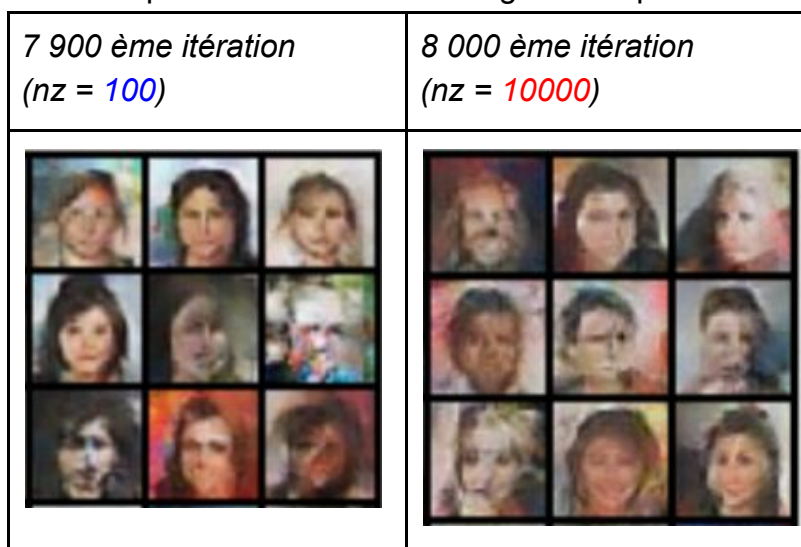 7 900 ème itération
(nz = 100)
8 000 ème itération
(nz = 10000)